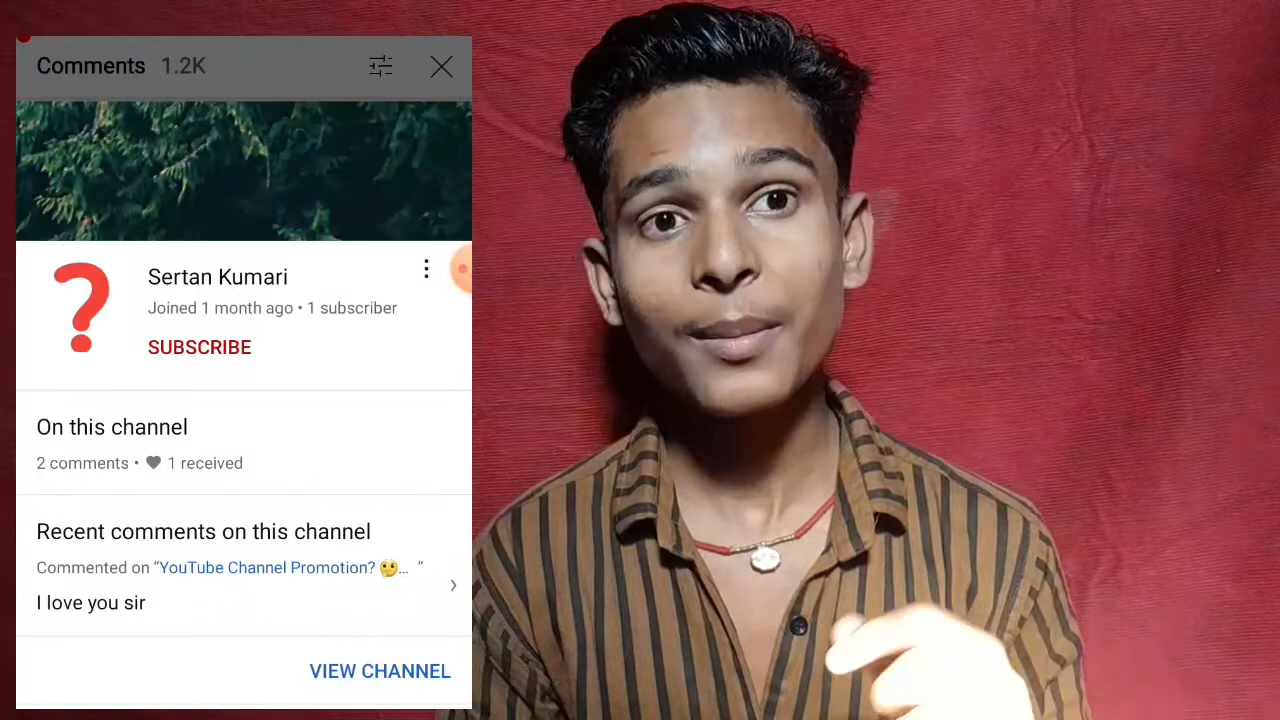 Comments 1.2K
Sertan Kumari
Joined 1 month ago • 1 subscriber
SUBSCRIBE
On this channel
2 comments • ♥ 1 received
Recent comments on this channel
Commented on “YouTube Channel Promotion? 🤔... ”
I love you sir
VIEW CHANNEL